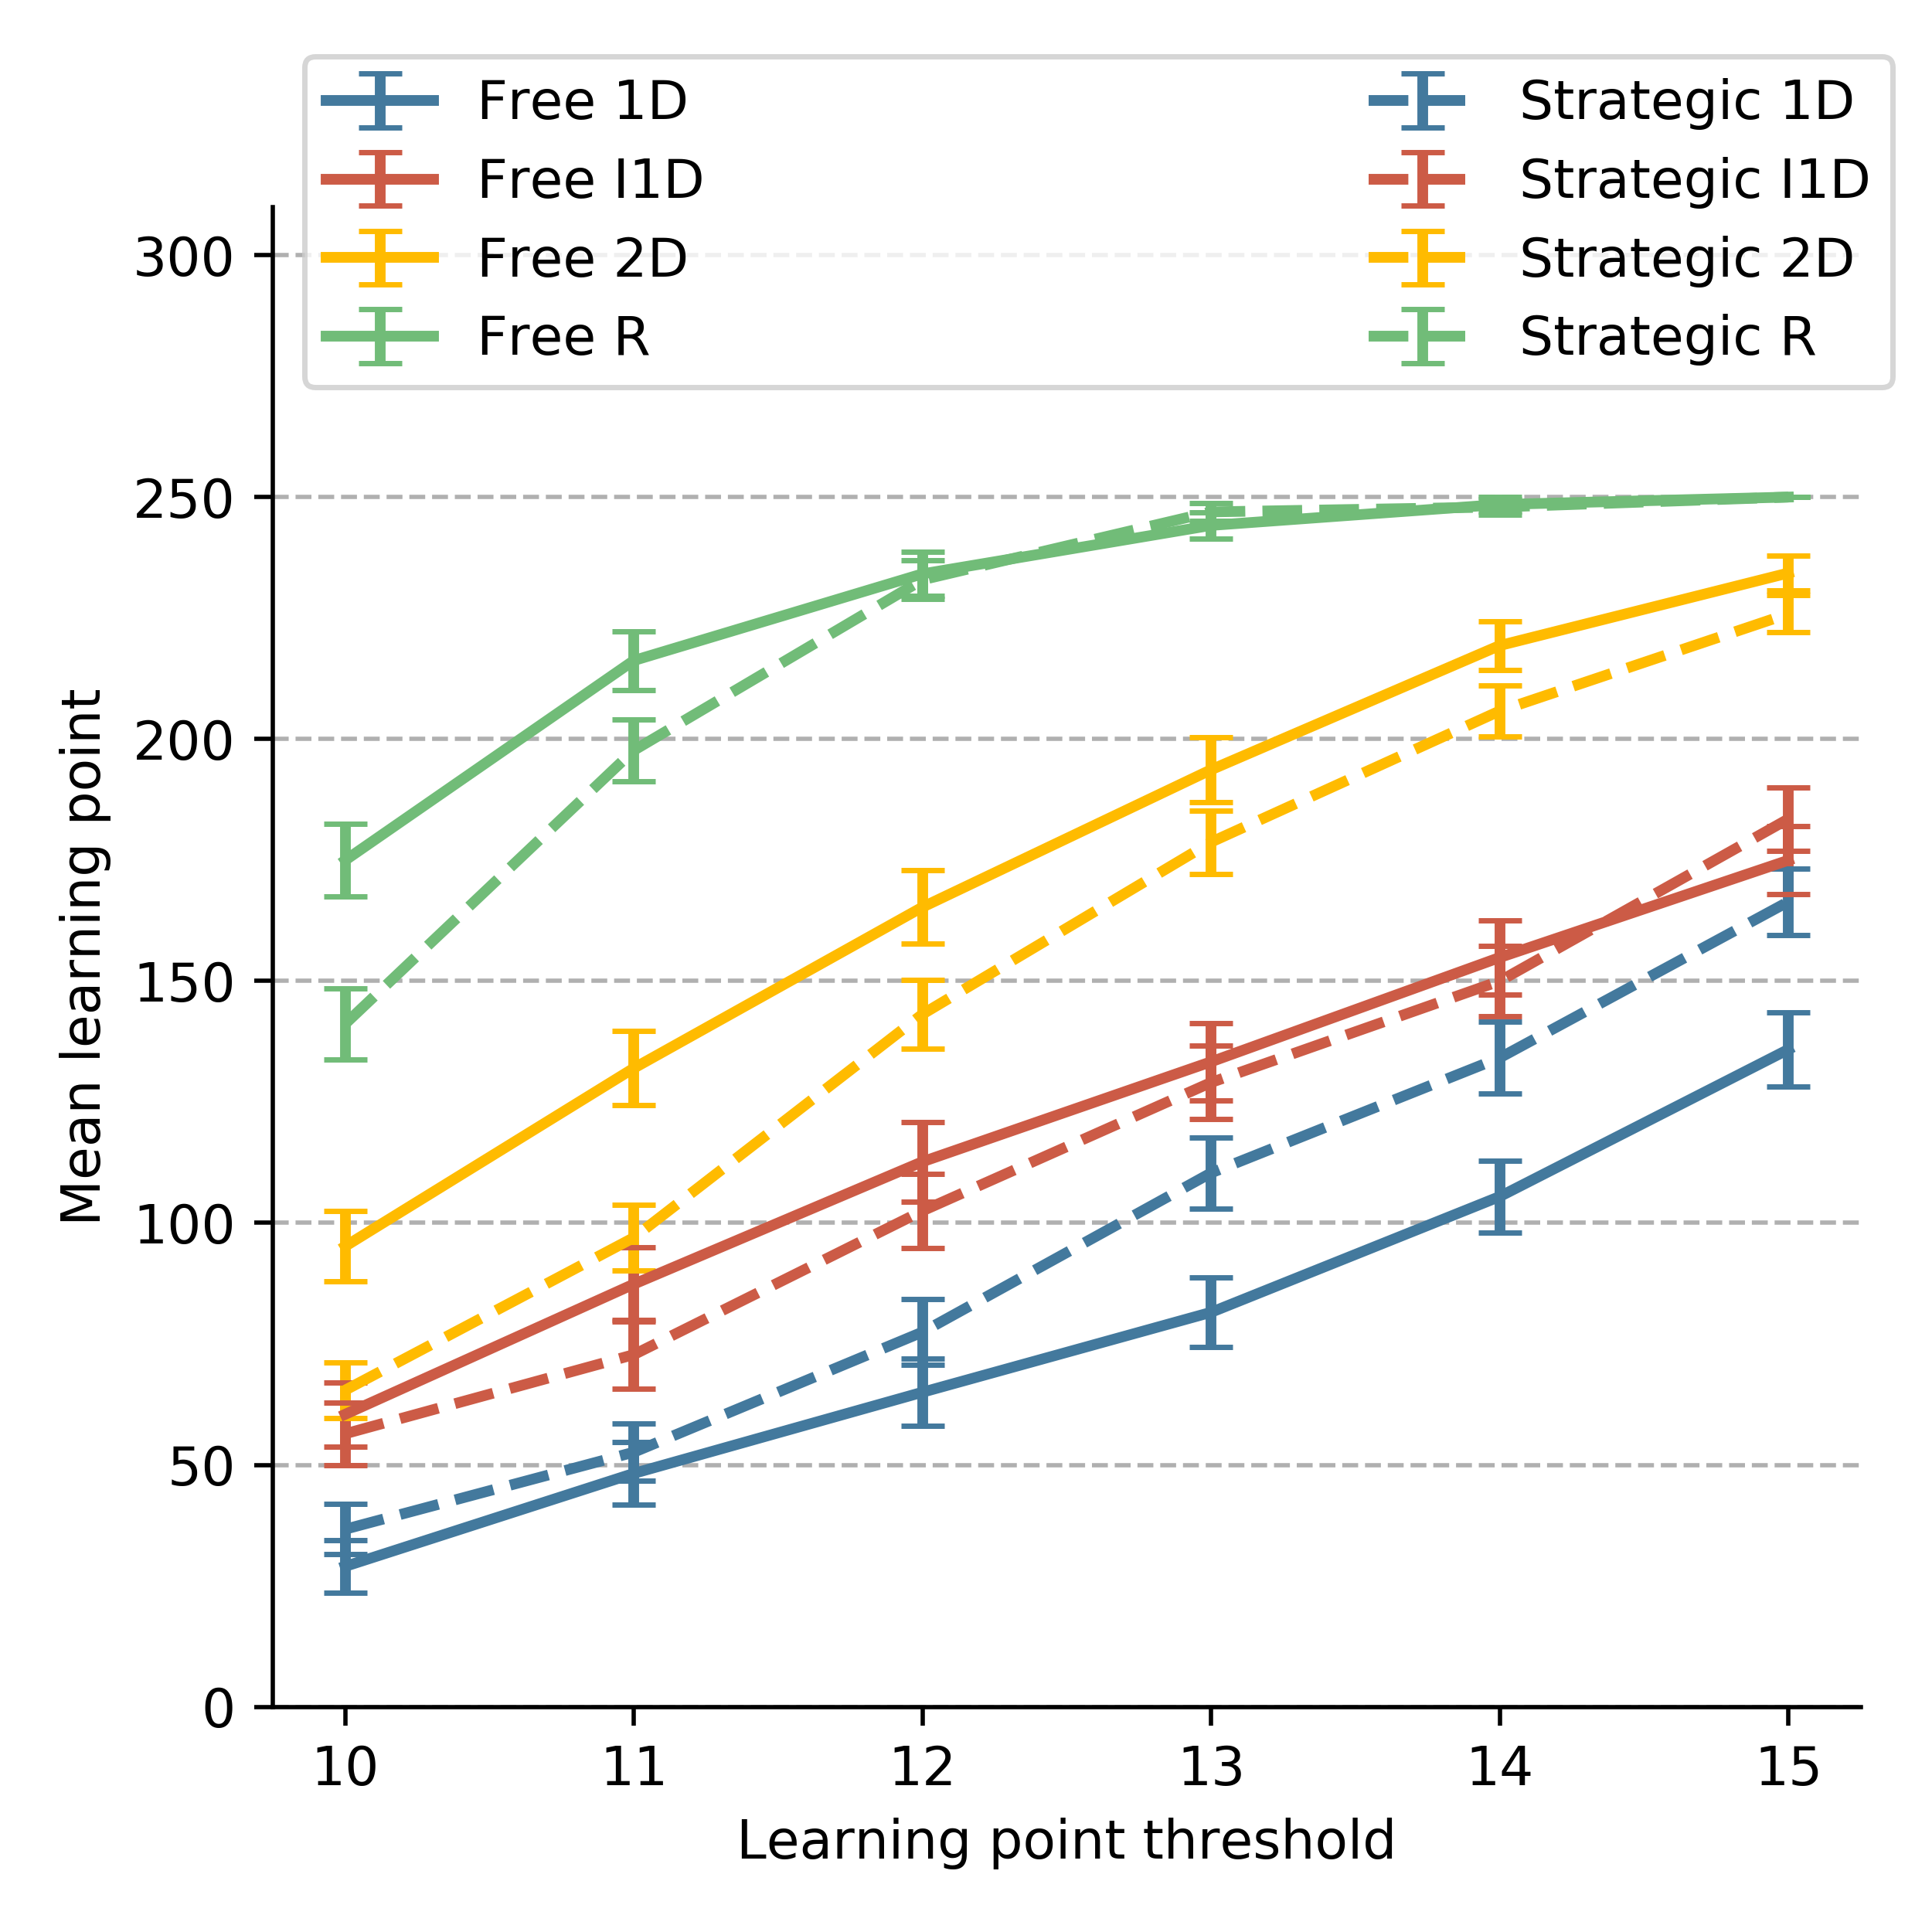 Free 1D
Free I1D
Free 2D
Free R
Strategic 1D
Strategic I1D
Strategic 2D
Strategic R
Mean learning point
300
250
200
150
100
50
0
10 11 12 13 14 15
Learning point threshold